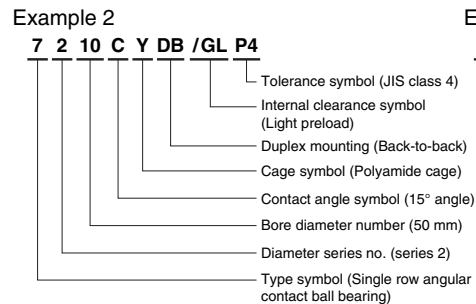 Example 2
E
7 2 10 C Y DB /GL P4
Tolerance symbol (JIS class 4)
Internal clearance symbol
(Light preload)
Duplex mounting (Back-to-back)
Cage symbol (Polyamide cage)
Contact angle symbol (15° angle)
Bore diameter number (50 mm)
Diameter series no. (series 2)
Type symbol (Single row angular
contact ball bearing)